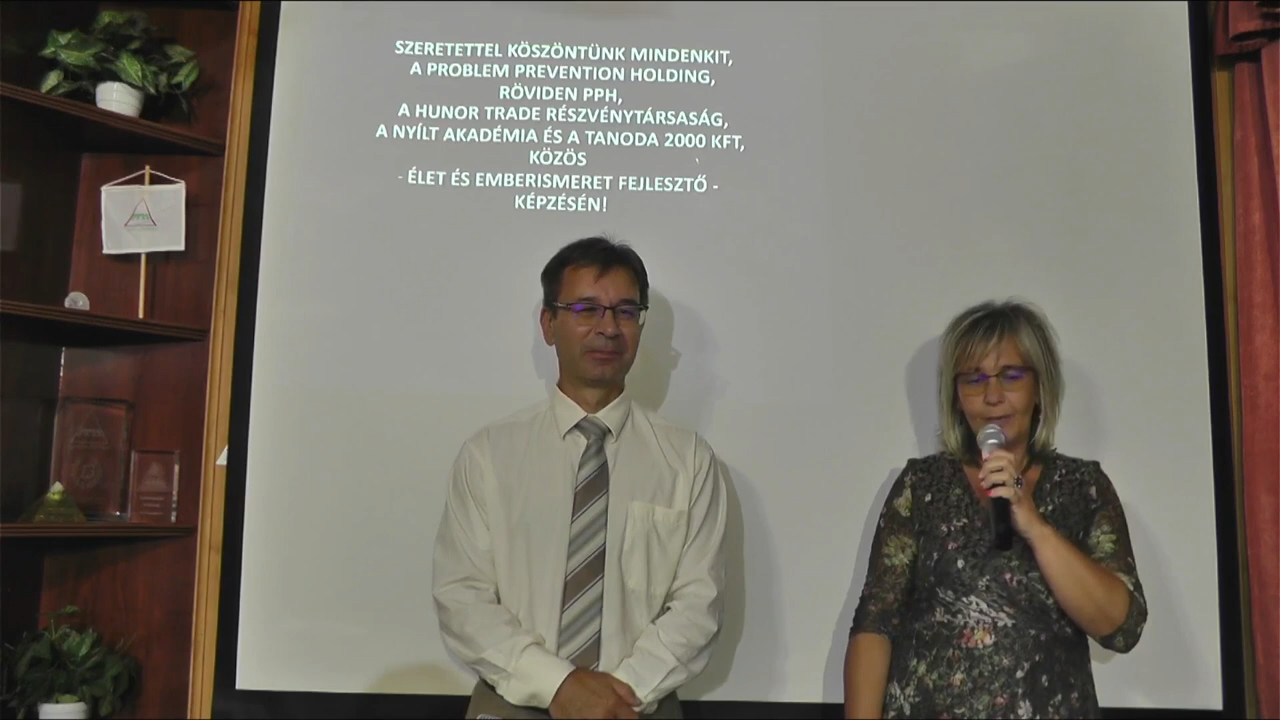 SZERETETTEL KÖSZÖNTÜNK MINDENKIT,
A PROBLEM PREVENTION HOLDING,
RÖVIDEN PPH,
A HUNOR TRADE RÉSZVÉNYTÁRSASÁG,
A NYÍLT AKADÉMIA ÉS A TANODA 2000 KFT,
KÖZÖS
- ÉLET ÉS EMBERISMERET FEJLESZTŐ -
KÉPZÉSÉN!